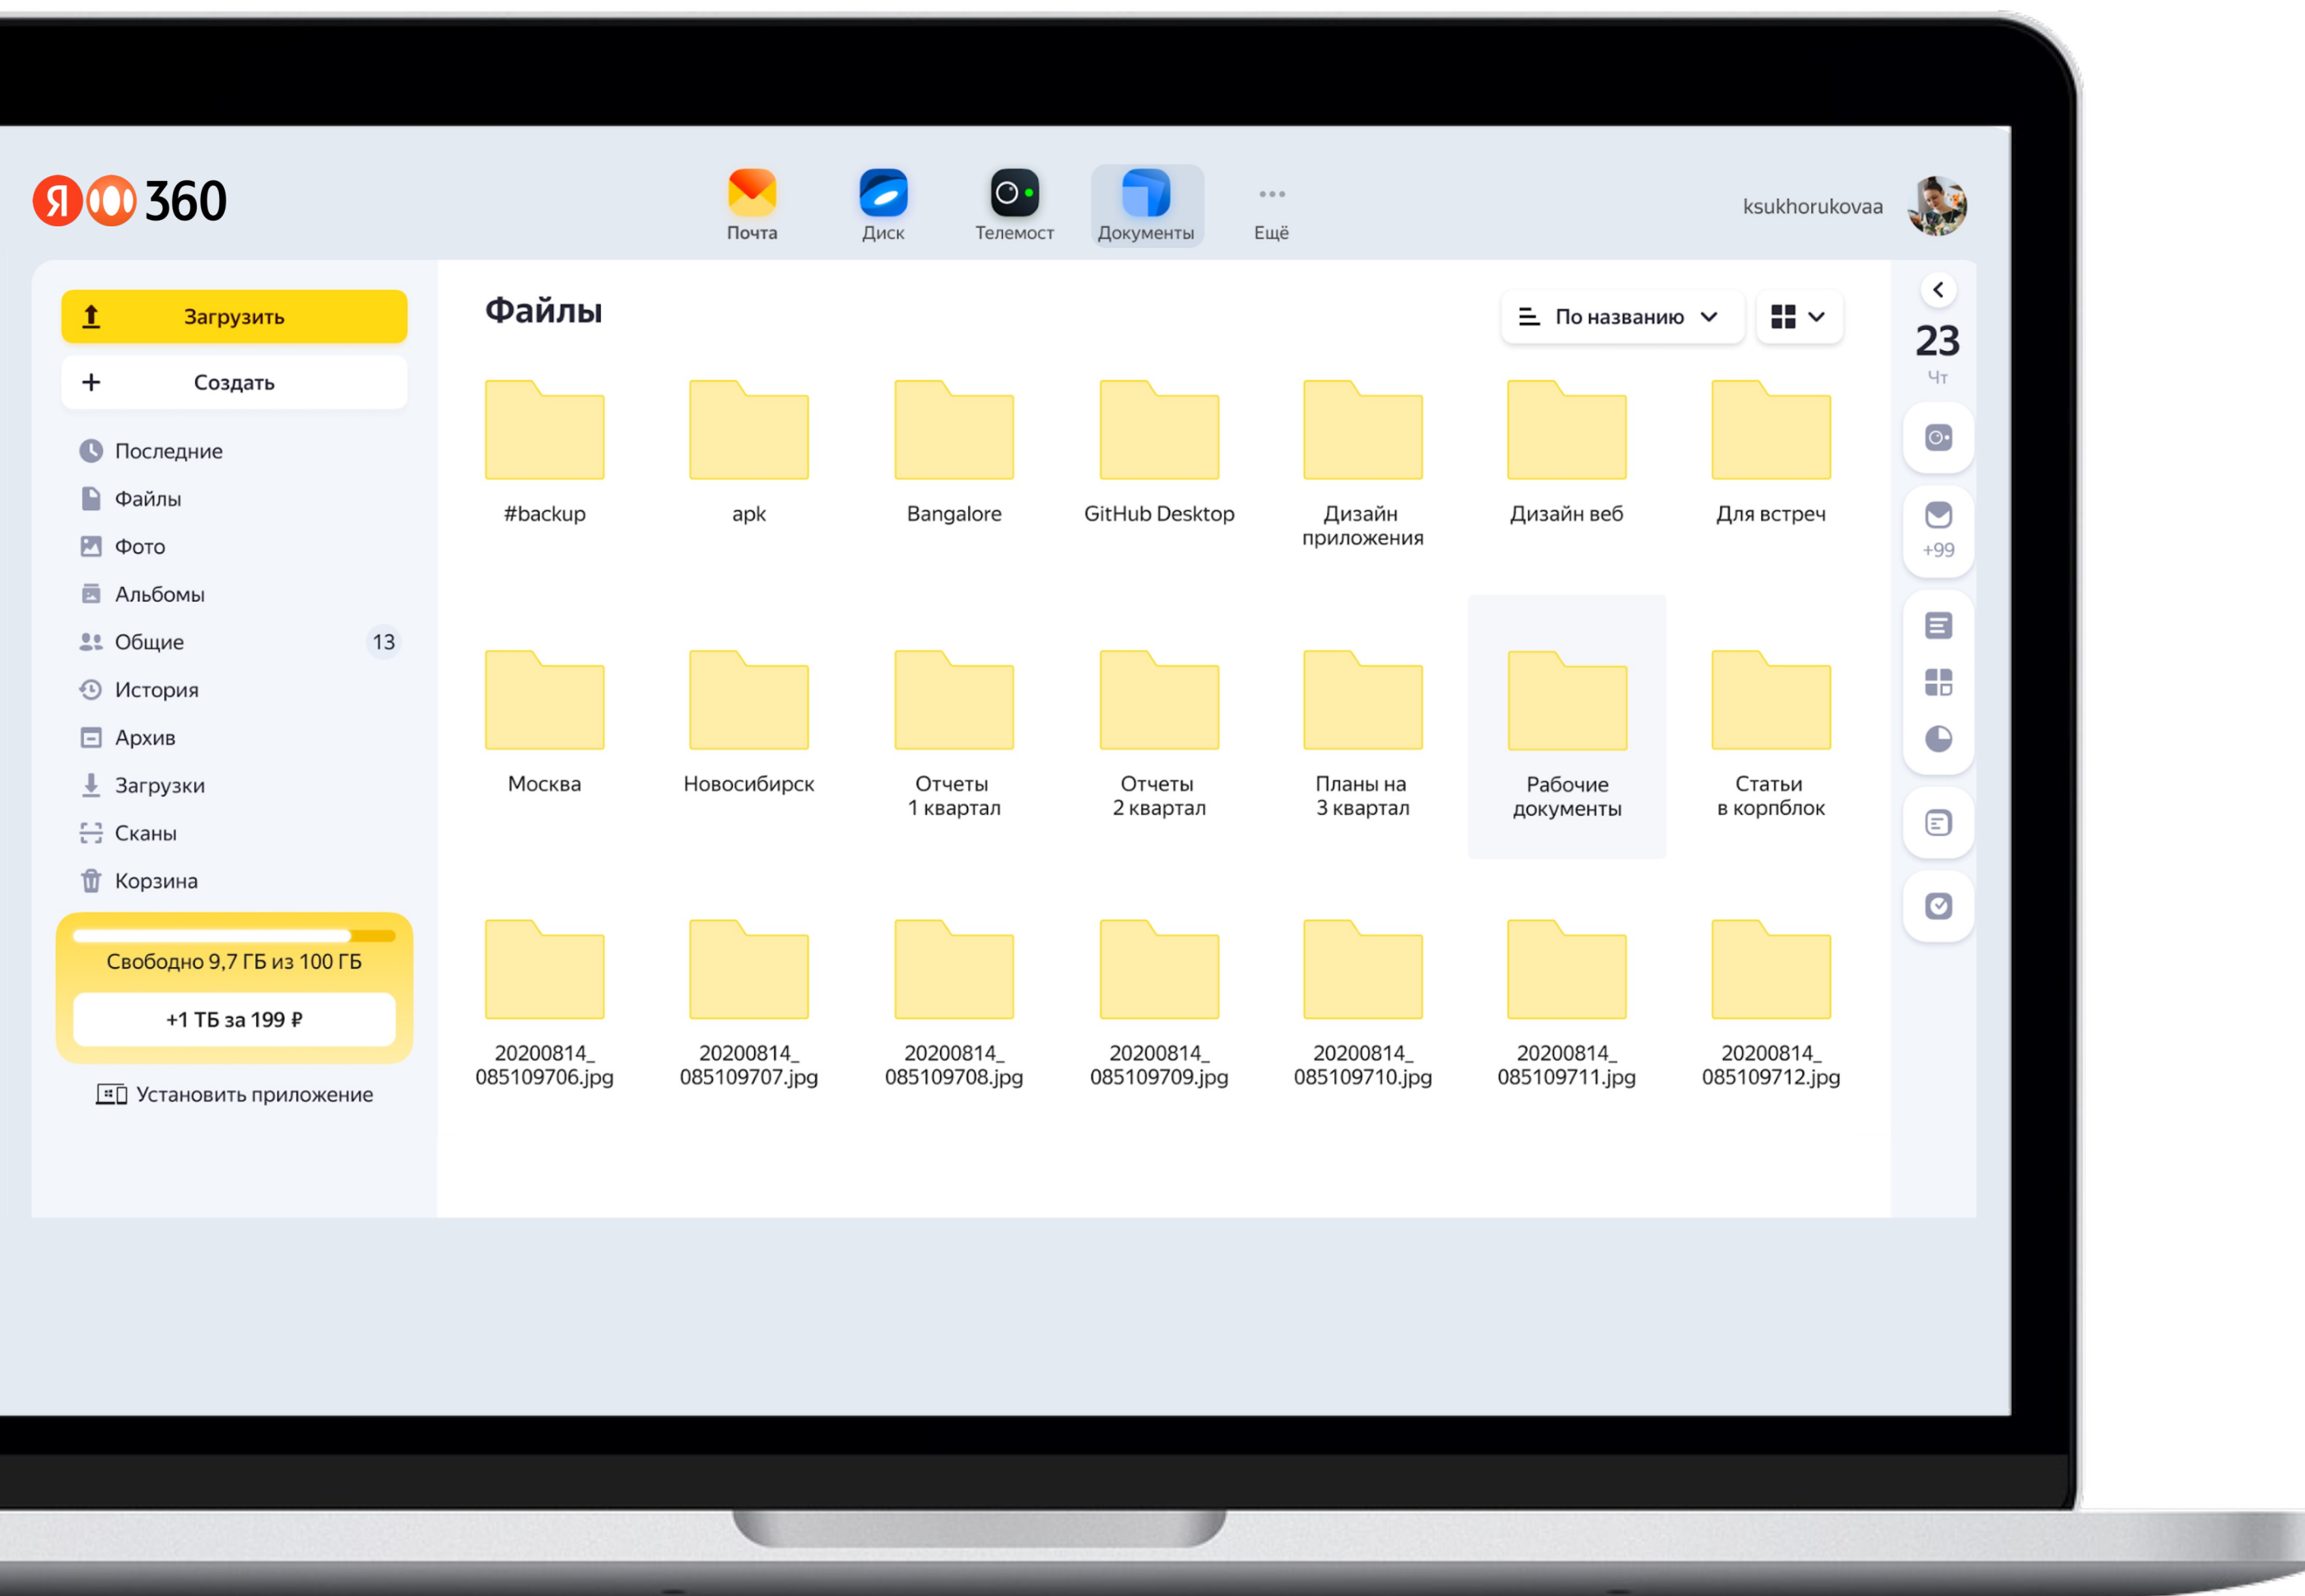 Я 360
Почта
Диск
Телемост
Документы
Ещё
ksukhorukovaa
Загрузить
Создать
Последние
Файлы
Фото
Альбомы
Общие 13
История
Архив
Загрузки
Сканы
Корзина
Свободно 9,7 ГБ из 100 ГБ
+1 ТБ за 199 ₽
Установить приложение
Файлы
По названию
#backup
apk
Bangalore
GitHub Desktop
Дизайн
приложения
Дизайн веб
Для встреч
Москва
Новосибирск
Отчеты
1 квартал
Отчеты
2 квартал
Планы на
3 квартал
Рабочие
документы
Статьи
в корпблок
20200814_
085109706.jpg
20200814_
085109707.jpg
20200814_
085109708.jpg
20200814_
085109709.jpg
20200814_
085109710.jpg
20200814_
085109711.jpg
20200814_
085109712.jpg
23
Чт
+99